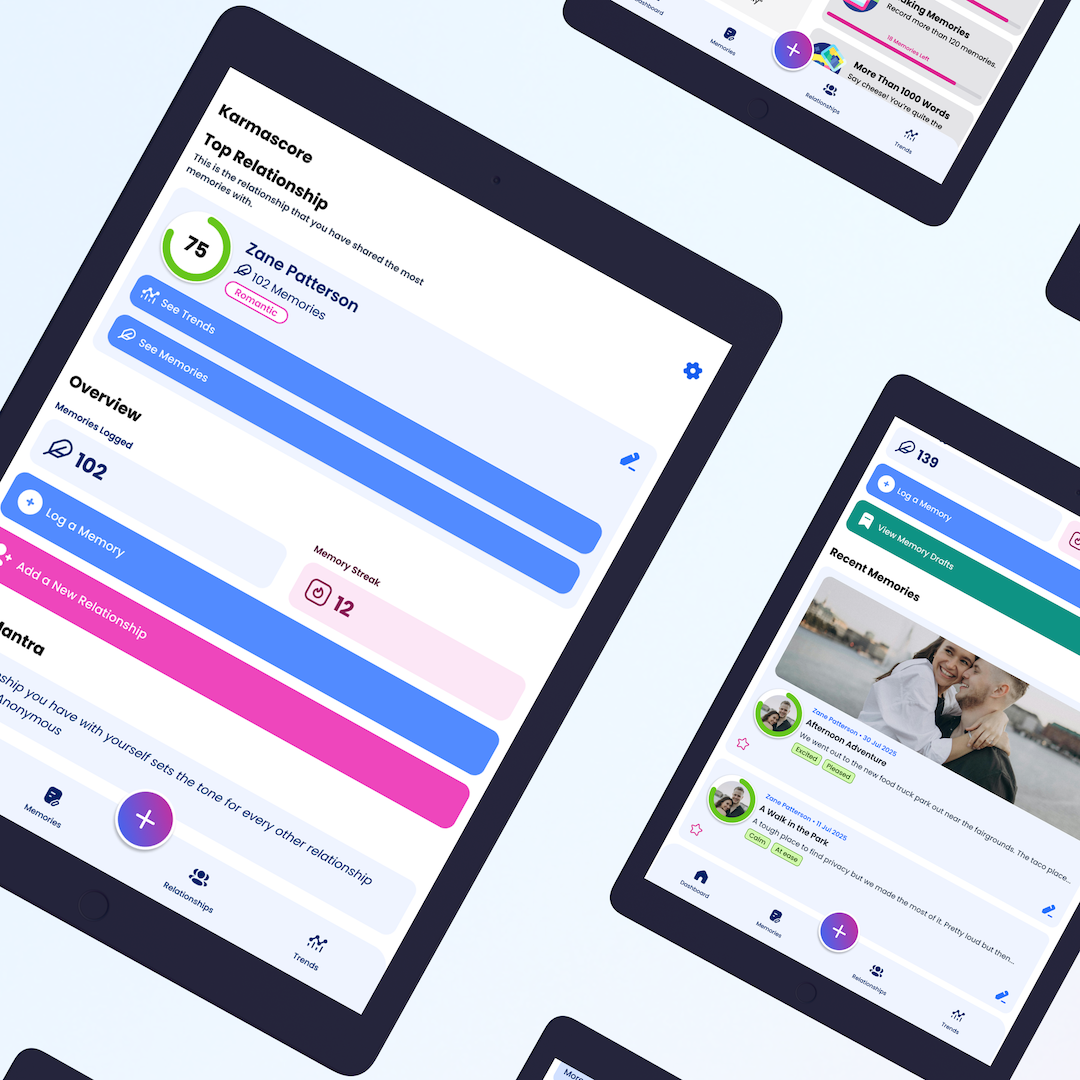 Karmascore
Top Relationship
This is the relationship that you have shared the most
memories with.
75
Zane Patterson
102 Memories
Romantic
See Trends
See Memories
Overview
Memories Logged
102
Memory Streak
12
Log a Memory
Add a New Relationship
you have with yourself sets the tone for every other relationship
Anonymous
Memories
Relationships
Trends
Dashboard
Memories
Relationships
Trends
Memories
Record more than 120 memories.
18 Memories Left
More Than 1000 Words
Say cheese! You're quite the
139
Log a Memory
View Memory Drafts
Recent Memories
Zane Patterson • 30 Jul 2025
Afternoon Adventure
We went out to the new food truck park out near the fairgrounds. The taco place...
Excited
Pleased
Zane Patterson • 11 Jul 2025
A Walk in the Park
A tough place to find privacy but we made the most of it. Pretty loud but then...
Calm
At ease
Dashboard
Memories
Relationships
Trends
More